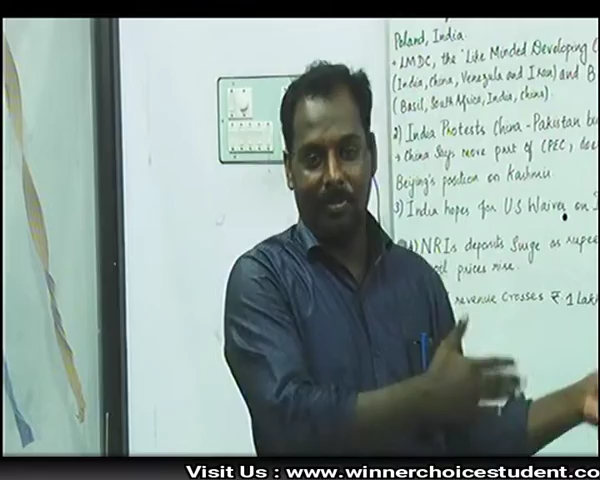 Poland, India.
• LMDC, the 'Like Minded Developing
(India, China, Venezula and Iran) and B
(Basil, South Africa, India, China)
2) India Protests China-Pakistan bu
→ China Says move part of CPEC, doe
Beijing's position on Kashmir
3) India hopes for US Waiver on I
4) NRIs deposits Surge as rupee
oil prices rise.
revenue Crosses ₹ 1 Lakh
Visit Us : www.winnerchoicestudent.co